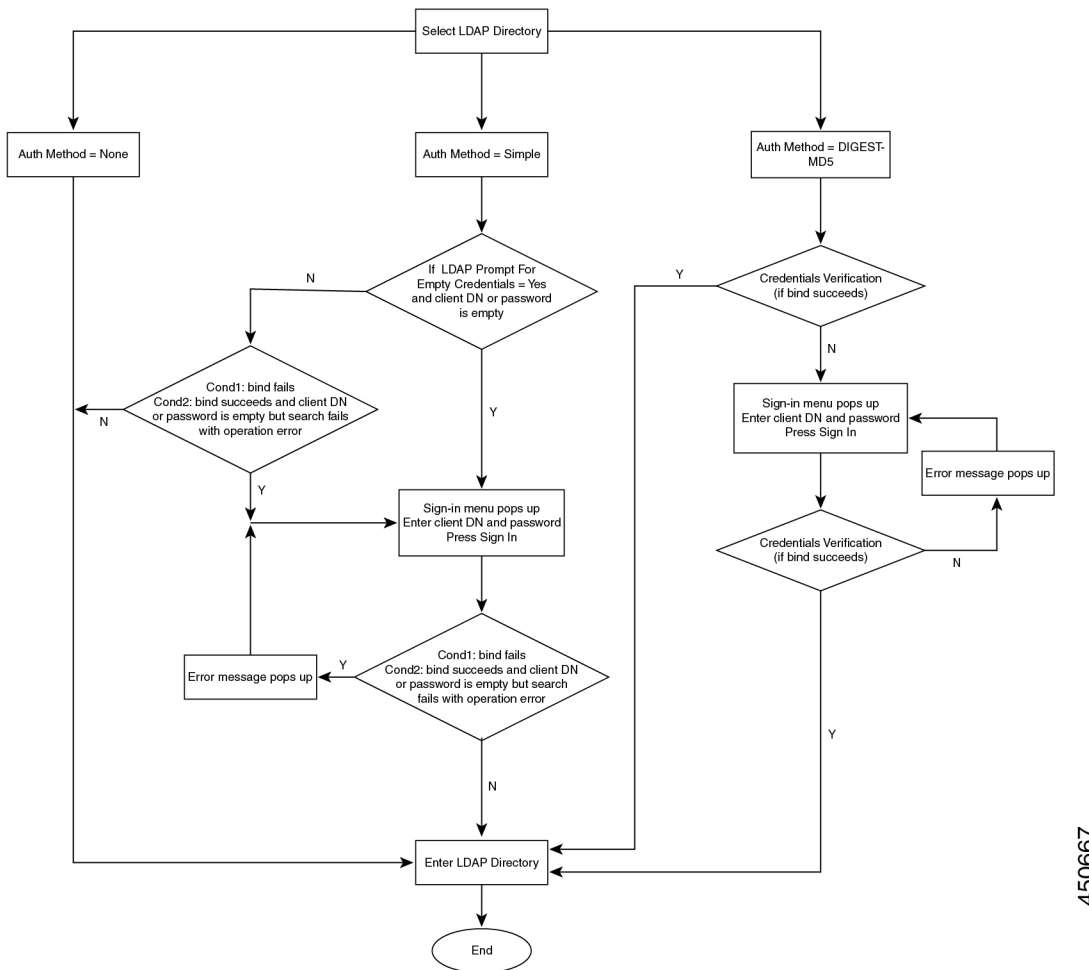 Select LDAP Directory
Auth Method = None
Auth Method = Simple
Auth Method = DIGEST-
MD5
If LDAP Prompt For
Empty Credentials = Yes
and client DN or password
is empty
N
Y
Credentials Verification
(if bind succeeds)
Y
N
Cond1: bind fails
Cond2: bind succeeds and client DN
or password is empty but search fails
with operation error
N
Y
Sign-in menu pops up
Enter client DN and password
Press Sign In
Error message pops up
Sign-in menu pops up
Enter client DN and password
Press Sign In
Credentials Verification
(if bind succeeds)
N
Y
Error message pops up
Y
Cond1: bind fails
Cond2: bind succeeds and client DN
or password is empty but search
fails with operation error
N
Enter LDAP Directory
End
450667